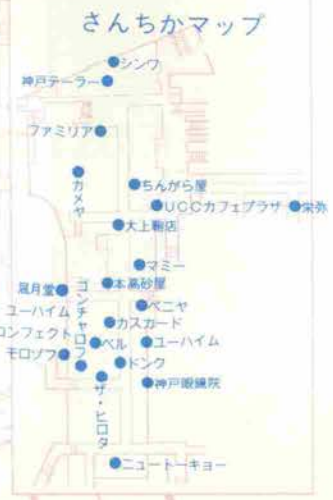 さんちかマップ
シンワ
神戸テーラー
ファミリア
カメヤ
ちんがら屋
UCCカフェプラザ
栄弥
大上鞄店
マミー
本高砂屋
風月堂
ゴンチャロフ
ベニヤ
ユーハイム
コンフェクト
カスガード
ベル
ユーハイム
モロゾフ
ドンク
ザ・ヒロタ
神戸眼鏡院
ニュートーキョー